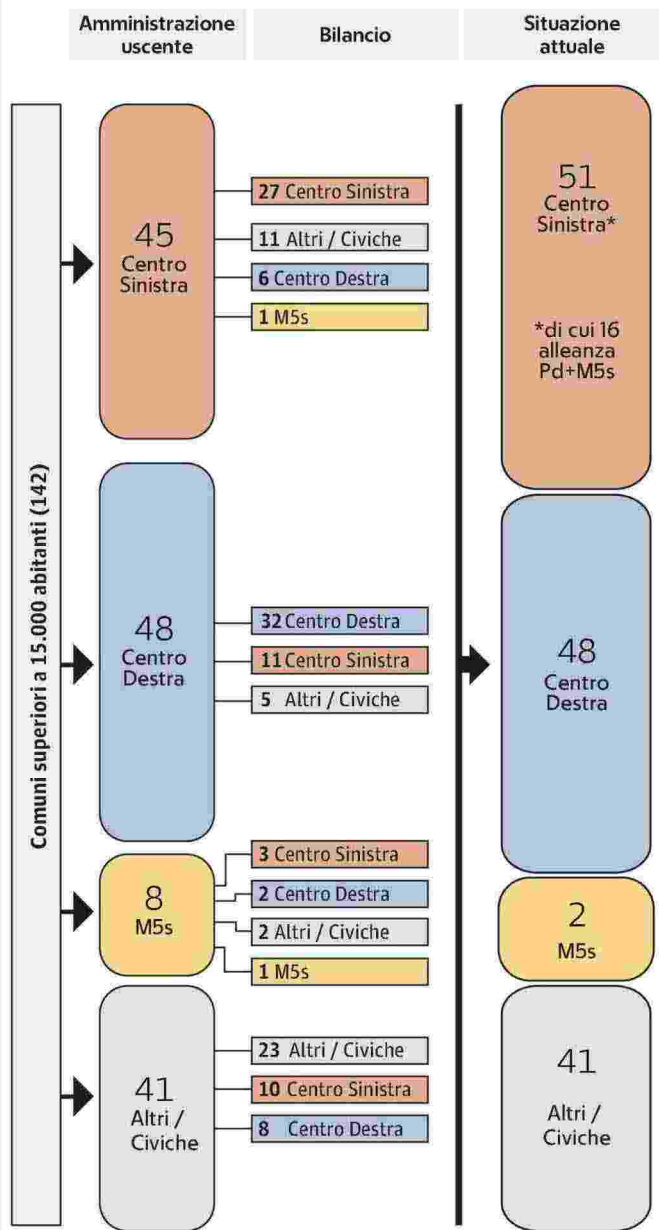 Amministrazione
uscente
Bilancio
Situazione
attuale
Comuni superiori a 15.000 abitanti (142)
45
Centro
Sinistra
27 Centro Sinistra
11 Altri / Civiche
6 Centro Destra
1 M5s
48
Centro
Destra
32 Centro Destra
11 Centro Sinistra
5 Altri / Civiche
8
M5s
3 Centro Sinistra
2 Centro Destra
2 Altri / Civiche
1 M5s
41
Altri /
Civiche
23 Altri / Civiche
10 Centro Sinistra
8 Centro Destra
51
Centro
Sinistra*
*di cui 16
alleanza
Pd+M5s
48
Centro
Destra
2
M5s
41
Altri /
Civiche